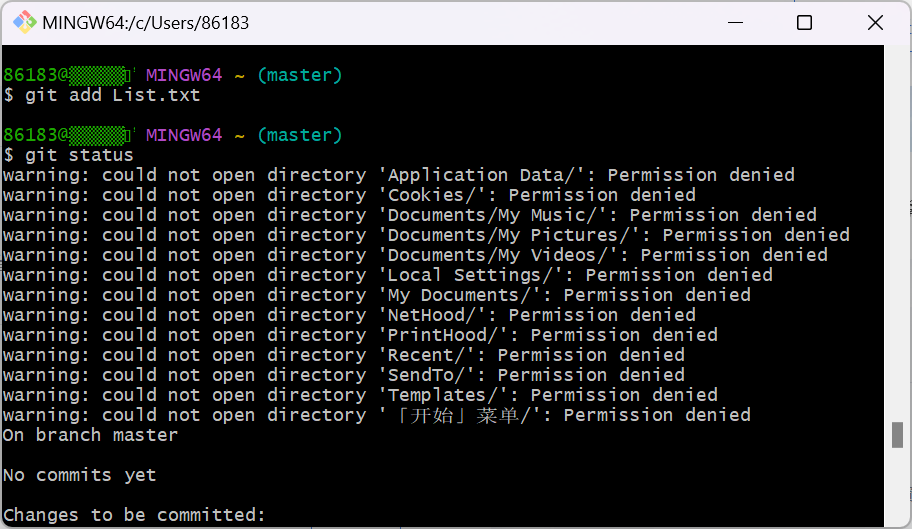 MINGW64:/c/Users/86183
86183@ MINGW64 ~ (master)
$ git add List.txt
86183@ MINGW64 ~ (master)
$ git status
warning: could not open directory 'Application Data/': Permission denied
warning: could not open directory 'Cookies/': Permission denied
warning: could not open directory 'Documents/My Music/': Permission denied
warning: could not open directory 'Documents/My Pictures/': Permission denied
warning: could not open directory 'Documents/My Videos/': Permission denied
warning: could not open directory 'Local Settings/': Permission denied
warning: could not open directory 'My Documents/': Permission denied
warning: could not open directory 'NetHood/': Permission denied
warning: could not open directory 'PrintHood/': Permission denied
warning: could not open directory 'Recent/': Permission denied
warning: could not open directory 'SendTo/': Permission denied
warning: could not open directory 'Templates/': Permission denied
warning: could not open directory '「开始」菜单/': Permission denied
On branch master
No commits yet
Changes to be committed: